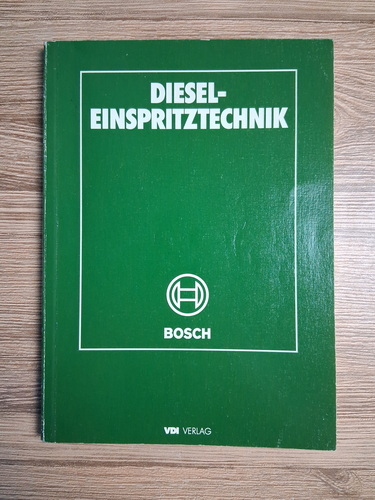 DIESEL-
EINSPRITZTECHNIK
BOSCH
VDI VERLAG